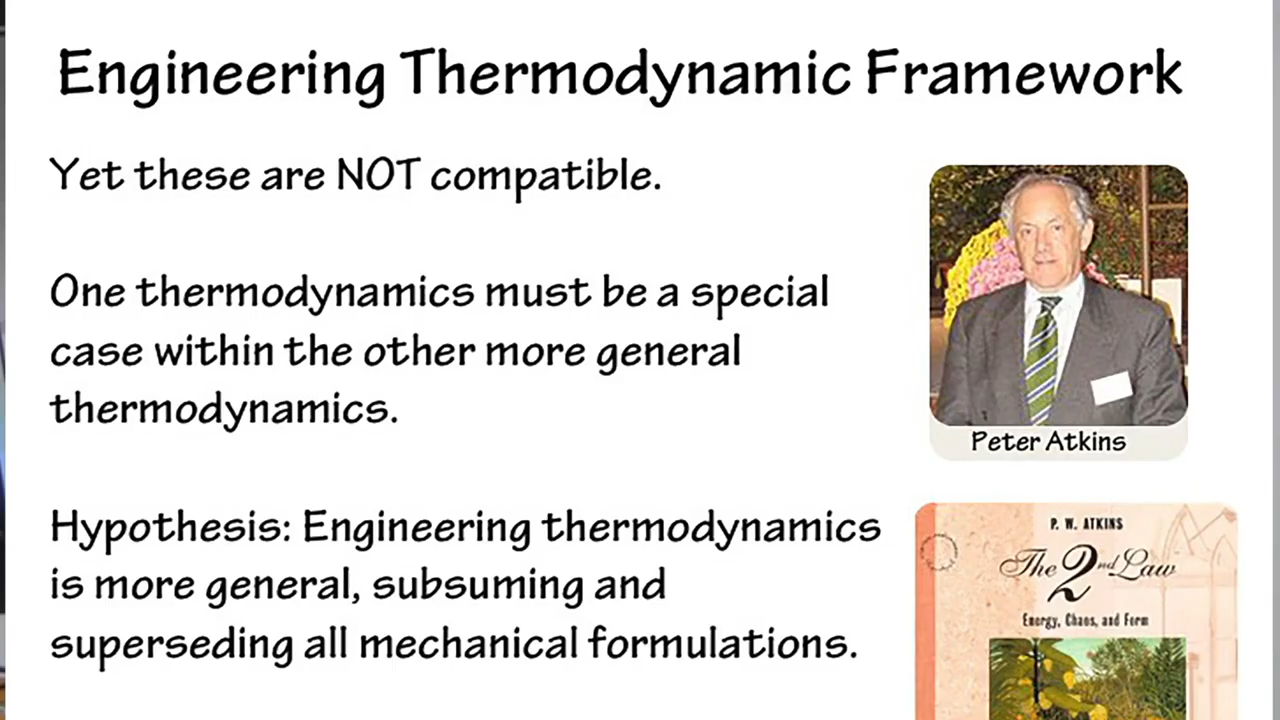 Engineering Thermodynamic Framework
Yet these are NOT compatible.
One thermodynamics must be a special
case within the other more general
thermodynamics.
Hypothesis: Engineering thermodynamics
is more general, subsuming and
superseding all mechanical formulations.
Peter Atkins
P. W. ATKINS
The 2nd Law
Energy, Chaos, and Form